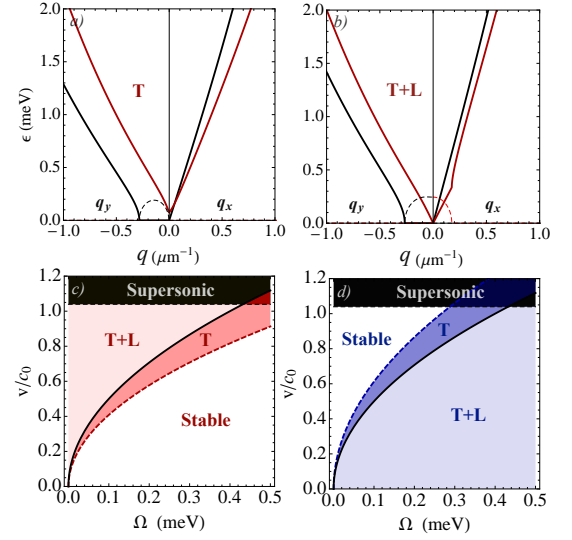 a)
2.0
1.5
1.0
0.5
0.0
ϵ (meV)
T
q_y
q_x
-1.0 -0.5 0.0 0.5 1.0
q (μm⁻¹)
b)
2.0
1.5
1.0
0.5
0.0
T+L
q_y
q_x
-1.0 -0.5 0.0 0.5 1.0
q (μm⁻¹)
c)
1.2
1.0
0.8
0.6
0.4
0.2
0.0
v/c₀
Supersonic
T+L
T
Stable
0.0 0.1 0.2 0.3 0.4 0.5
Ω (meV)
d)
1.2
1.0
0.8
0.6
0.4
0.2
0.0
v/c₀
Supersonic
Stable
T
T+L
0.0 0.1 0.2 0.3 0.4 0.5
Ω (meV)